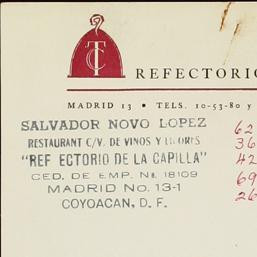 TC
REFECTORIO
MADRID 13 • TELS. 10-53-80 y
SALVADOR NOVO LOPEZ
RESTAURANT C/V. DE VINOS Y LICORES
"REF ECTORIO DE LA CAPILLA"
CED. DE EMP. No. 18109
MADRID No. 13-1
COYOACAN, D. F.
62
36
42
69
26